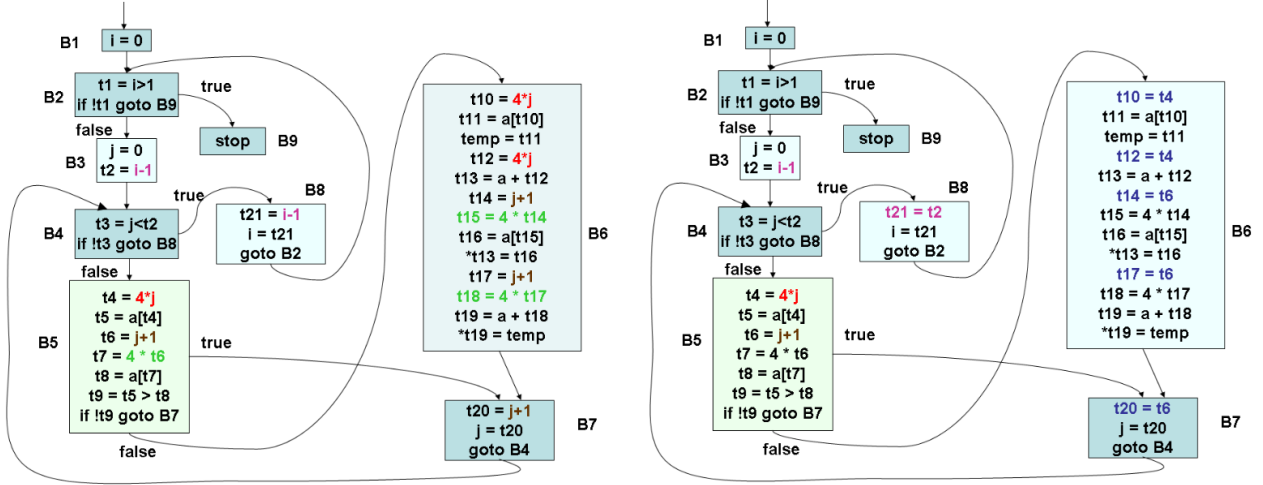 B1
i = 0
B2
t1 = i>1
if !t1 goto B9
true
false
stop
B9
B3
j = 0
t2 = i-1
true
B8
t21 = i-1
i = t21
goto B2
B4
t3 = j<t2
if !t3 goto B8
false
B5
t4 = 4*j
t5 = a[t4]
t6 = j+1
t7 = 4 * t6
t8 = a[t7]
t9 = t5 > t8
if !t9 goto B7
true
false
t10 = 4*j
t11 = a[t10]
temp = t11
t12 = 4*j
t13 = a + t12
t14 = j+1
t15 = 4 * t14
t16 = a[t15]
*t13 = t16
t17 = j+1
t18 = 4 * t17
t19 = a + t18
*t19 = temp
B6
t20 = j+1
j = t20
goto B4
B7
B1
i = 0
B2
t1 = i>1
if !t1 goto B9
true
false
stop
B9
B3
j = 0
t2 = i-1
true
B8
t21 = t2
i = t21
goto B2
B4
t3 = j<t2
if !t3 goto B8
false
B5
t4 = 4*j
t5 = a[t4]
t6 = j+1
t7 = 4 * t6
t8 = a[t7]
t9 = t5 > t8
if !t9 goto B7
true
false
t10 = t4
t11 = a[t10]
temp = t11
t12 = t4
t13 = a + t12
t14 = t6
t15 = 4 * t14
t16 = a[t15]
*t13 = t16
t17 = t6
t18 = 4 * t17
t19 = a + t18
*t19 = temp
B6
t20 = t6
j = t20
goto B4
B7